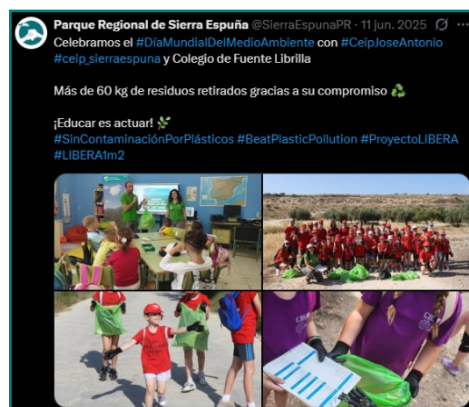 Parque Regional de Sierra Espuña @SierraEspunaPR · 11 jun. 2025
Celebramos el #DíaMundialDelMedioAmbiente con #CeipJoseAntonio
#ceip_sierraespuna y Colegio de Fuente Librilla
Más de 60 kg de residuos retirados gracias a su compromiso ♻️
¡Educar es actuar! 🌿
#SinContaminaciónPorPlásticos #BeatPlasticPollution #ProyectoLIBERA
#LIBERA1m2